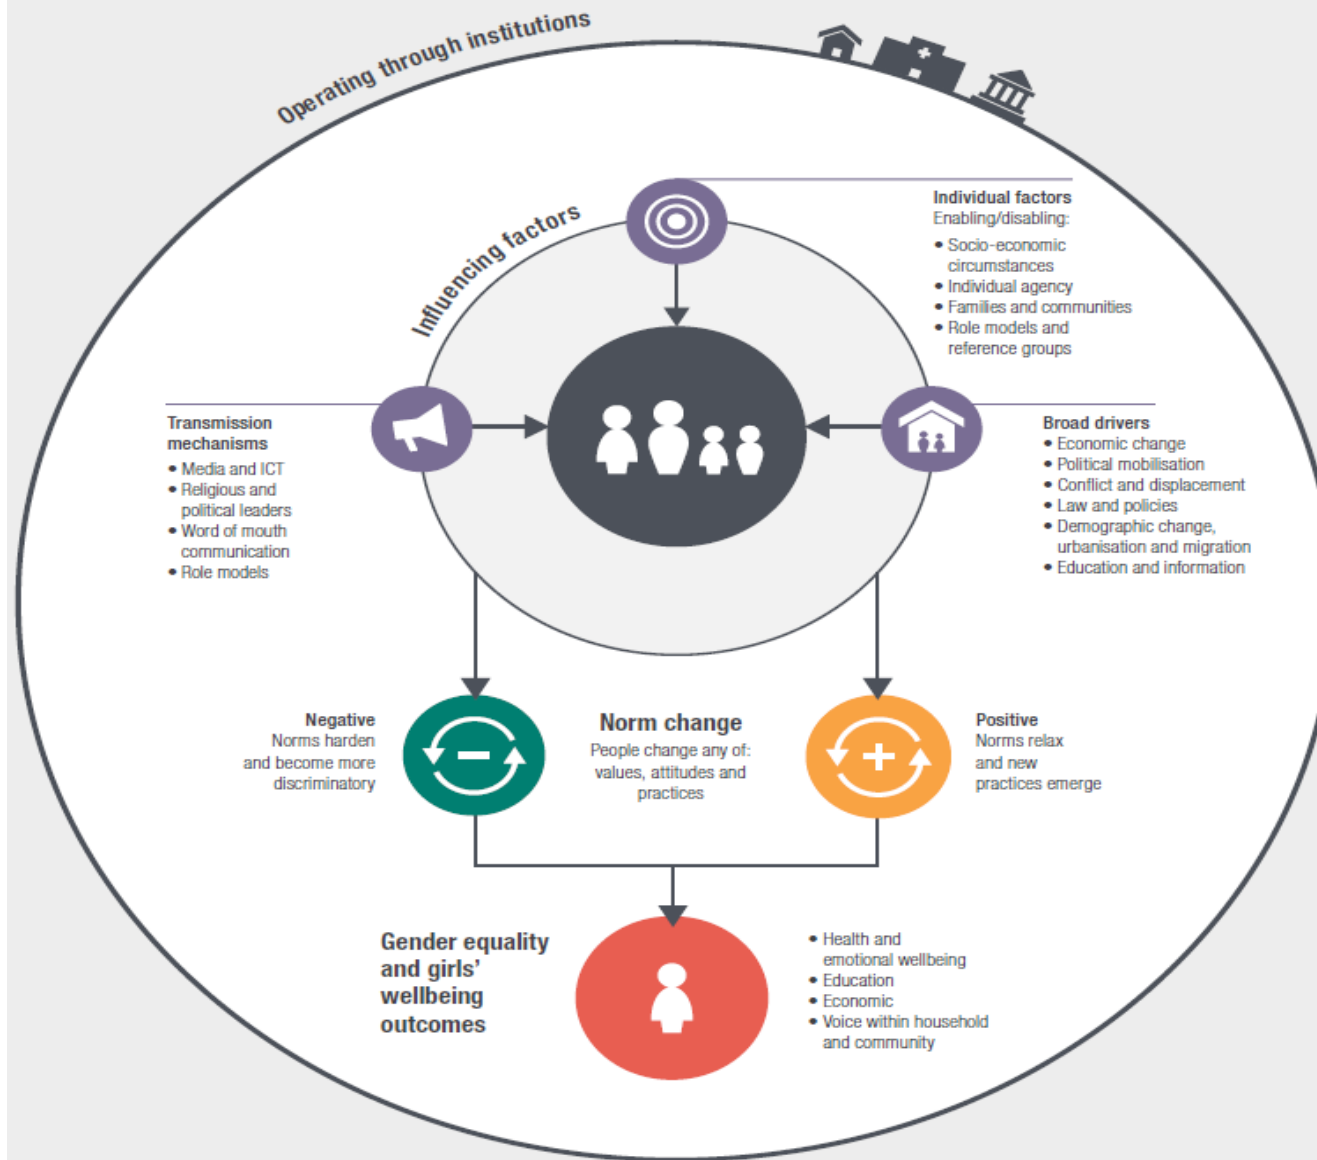 Operating through institutions
Influencing factors
Individual factors
Enabling/disabling:
• Socio-economic
circumstances
• Individual agency
• Families and communities
• Role models and
reference groups
Transmission
mechanisms
• Media and ICT
• Religious and
political leaders
• Word of mouth
communication
• Role models
Broad drivers
• Economic change
• Political mobilisation
• Conflict and displacement
• Law and policies
• Demographic change,
urbanisation and migration
• Education and information
Negative
Norms harden
and become more
discriminatory
Norm change
People change any of:
values, attitudes and
practices
Positive
Norms relax
and new
practices emerge
Gender equality
and girls'
wellbeing
outcomes
• Health and
emotional wellbeing
• Education
• Economic
• Voice within household
and community